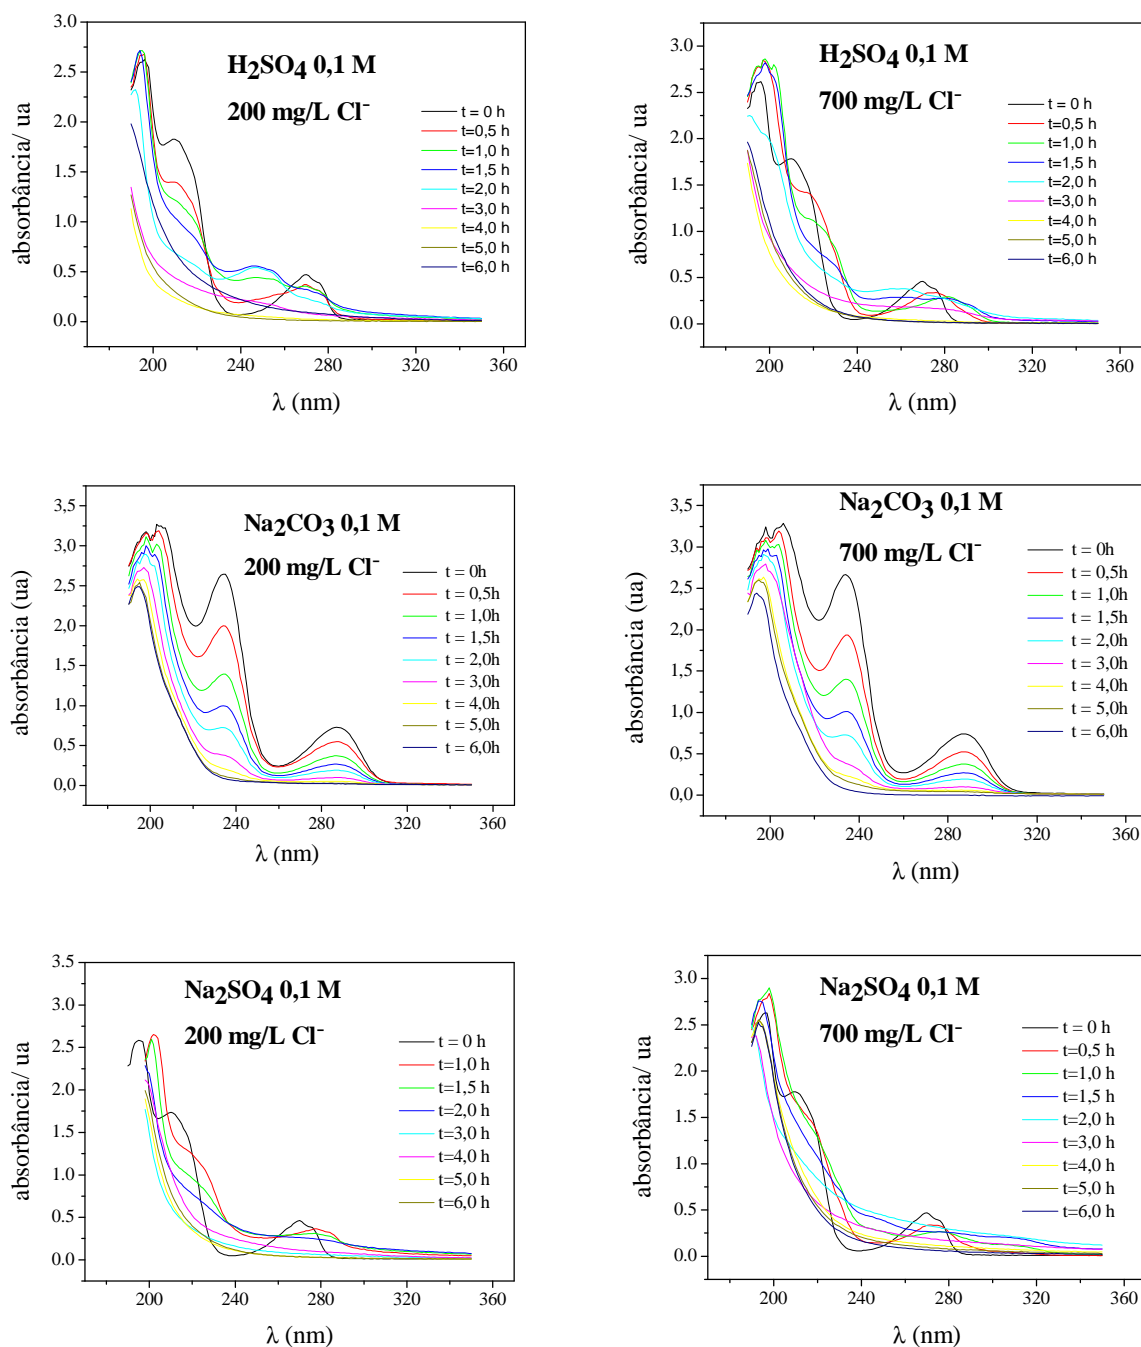 H2SO4 0,1 M
200 mg/L Cl-
absorbância/ ua
3.0
2.5
2.0
1.5
1.0
0.5
0.0
t = 0 h
t=0,5 h
t=1,0 h
t=1,5 h
t=2,0 h
t=3,0 h
t=4,0 h
t=5,0 h
t=6,0 h
200 240 280 320 360
λ (nm)
H2SO4 0,1 M
700 mg/L Cl-
absorbância/ ua
3.0
2.5
2.0
1.5
1.0
0.5
0.0
t = 0 h
t=0,5 h
t=1,0 h
t=1,5 h
t=2,0 h
t=3,0 h
t=4,0 h
t=5,0 h
t=6,0 h
200 240 280 320 360
λ (nm)
Na2CO3 0,1 M
200 mg/L Cl-
absorbância (ua)
3,5
3,0
2,5
2,0
1,5
1,0
0,5
0,0
t = 0h
t = 0,5h
t = 1,0h
t = 1,5h
t = 2,0h
t = 3,0h
t = 4,0h
t = 5,0h
t = 6,0h
200 240 280 320 360
λ (nm)
Na2CO3 0,1 M
700 mg/L Cl-
absorbância (ua)
3,5
3,0
2,5
2,0
1,5
1,0
0,5
0,0
t = 0h
t = 0,5h
t = 1,0h
t = 1,5h
t = 2,0h
t = 3,0h
t = 4,0h
t = 5,0h
t = 6,0h
200 240 280 320 360
λ (nm)
Na2SO4 0,1 M
200 mg/L Cl-
absorbância/ ua
3.5
3.0
2.5
2.0
1.5
1.0
0.5
0.0
t = 0 h
t=1,0 h
t=1,5 h
t=2,0 h
t=3,0 h
t=4,0 h
t=5,0 h
t=6,0 h
200 240 280 320 360
λ (nm)
Na2SO4 0,1 M
700 mg/L Cl-
absorbância/ ua
3.0
2.5
2.0
1.5
1.0
0.5
0.0
t = 0 h
t=0,5 h
t=1,0 h
t=1,5 h
t=2,0 h
t=3,0 h
t=4,0 h
t=5,0 h
t=6,0 h
200 240 280 320 360
λ (nm)